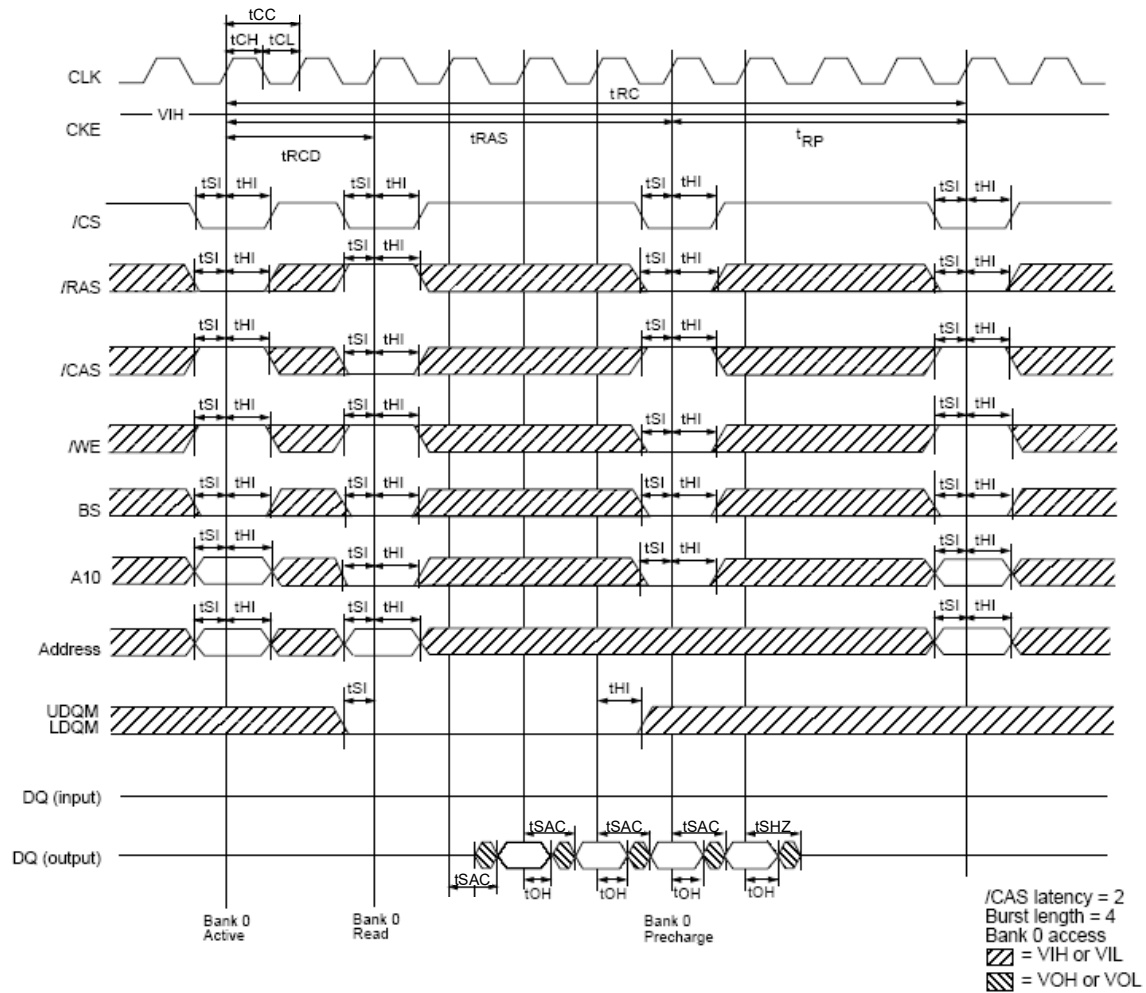 tCC
tCH tCL
CLK
tRC
VIH
CKE
tRAS
tRP
tRCD
tSI tHI tSI tHI tSI tHI tSI tHI
/CS
tSI tHI tSI tHI tSI tHI tSI tHI
/RAS
tSI tHI tSI tHI tSI tHI tSI tHI
/CAS
tSI tHI tSI tHI tSI tHI tSI tHI
/WE
tSI tHI tSI tHI tSI tHI tSI tHI
BS
tSI tHI tSI tHI tSI tHI tSI tHI
A10
tSI tHI tSI tHI tSI tHI
Address
tSI tHI
UDQM
LDQM
DQ (input)
tSAC tSAC tSAC tSHZ
DQ (output)
tSAC tOH tOH tOH tOH
Bank 0
Active
Bank 0
Read
Bank 0
Precharge
/CAS latency = 2
Burst length = 4
Bank 0 access
= VIH or VIL
= VOH or VOL